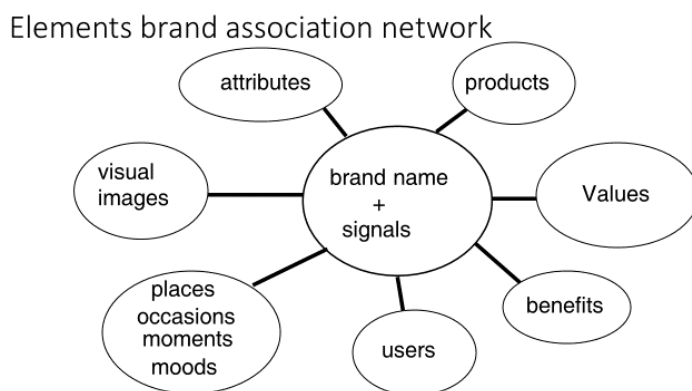 Elements brand association network
attributes
products
visual
images
brand name
+
signals
Values
places
occasions
moments
moods
users
benefits